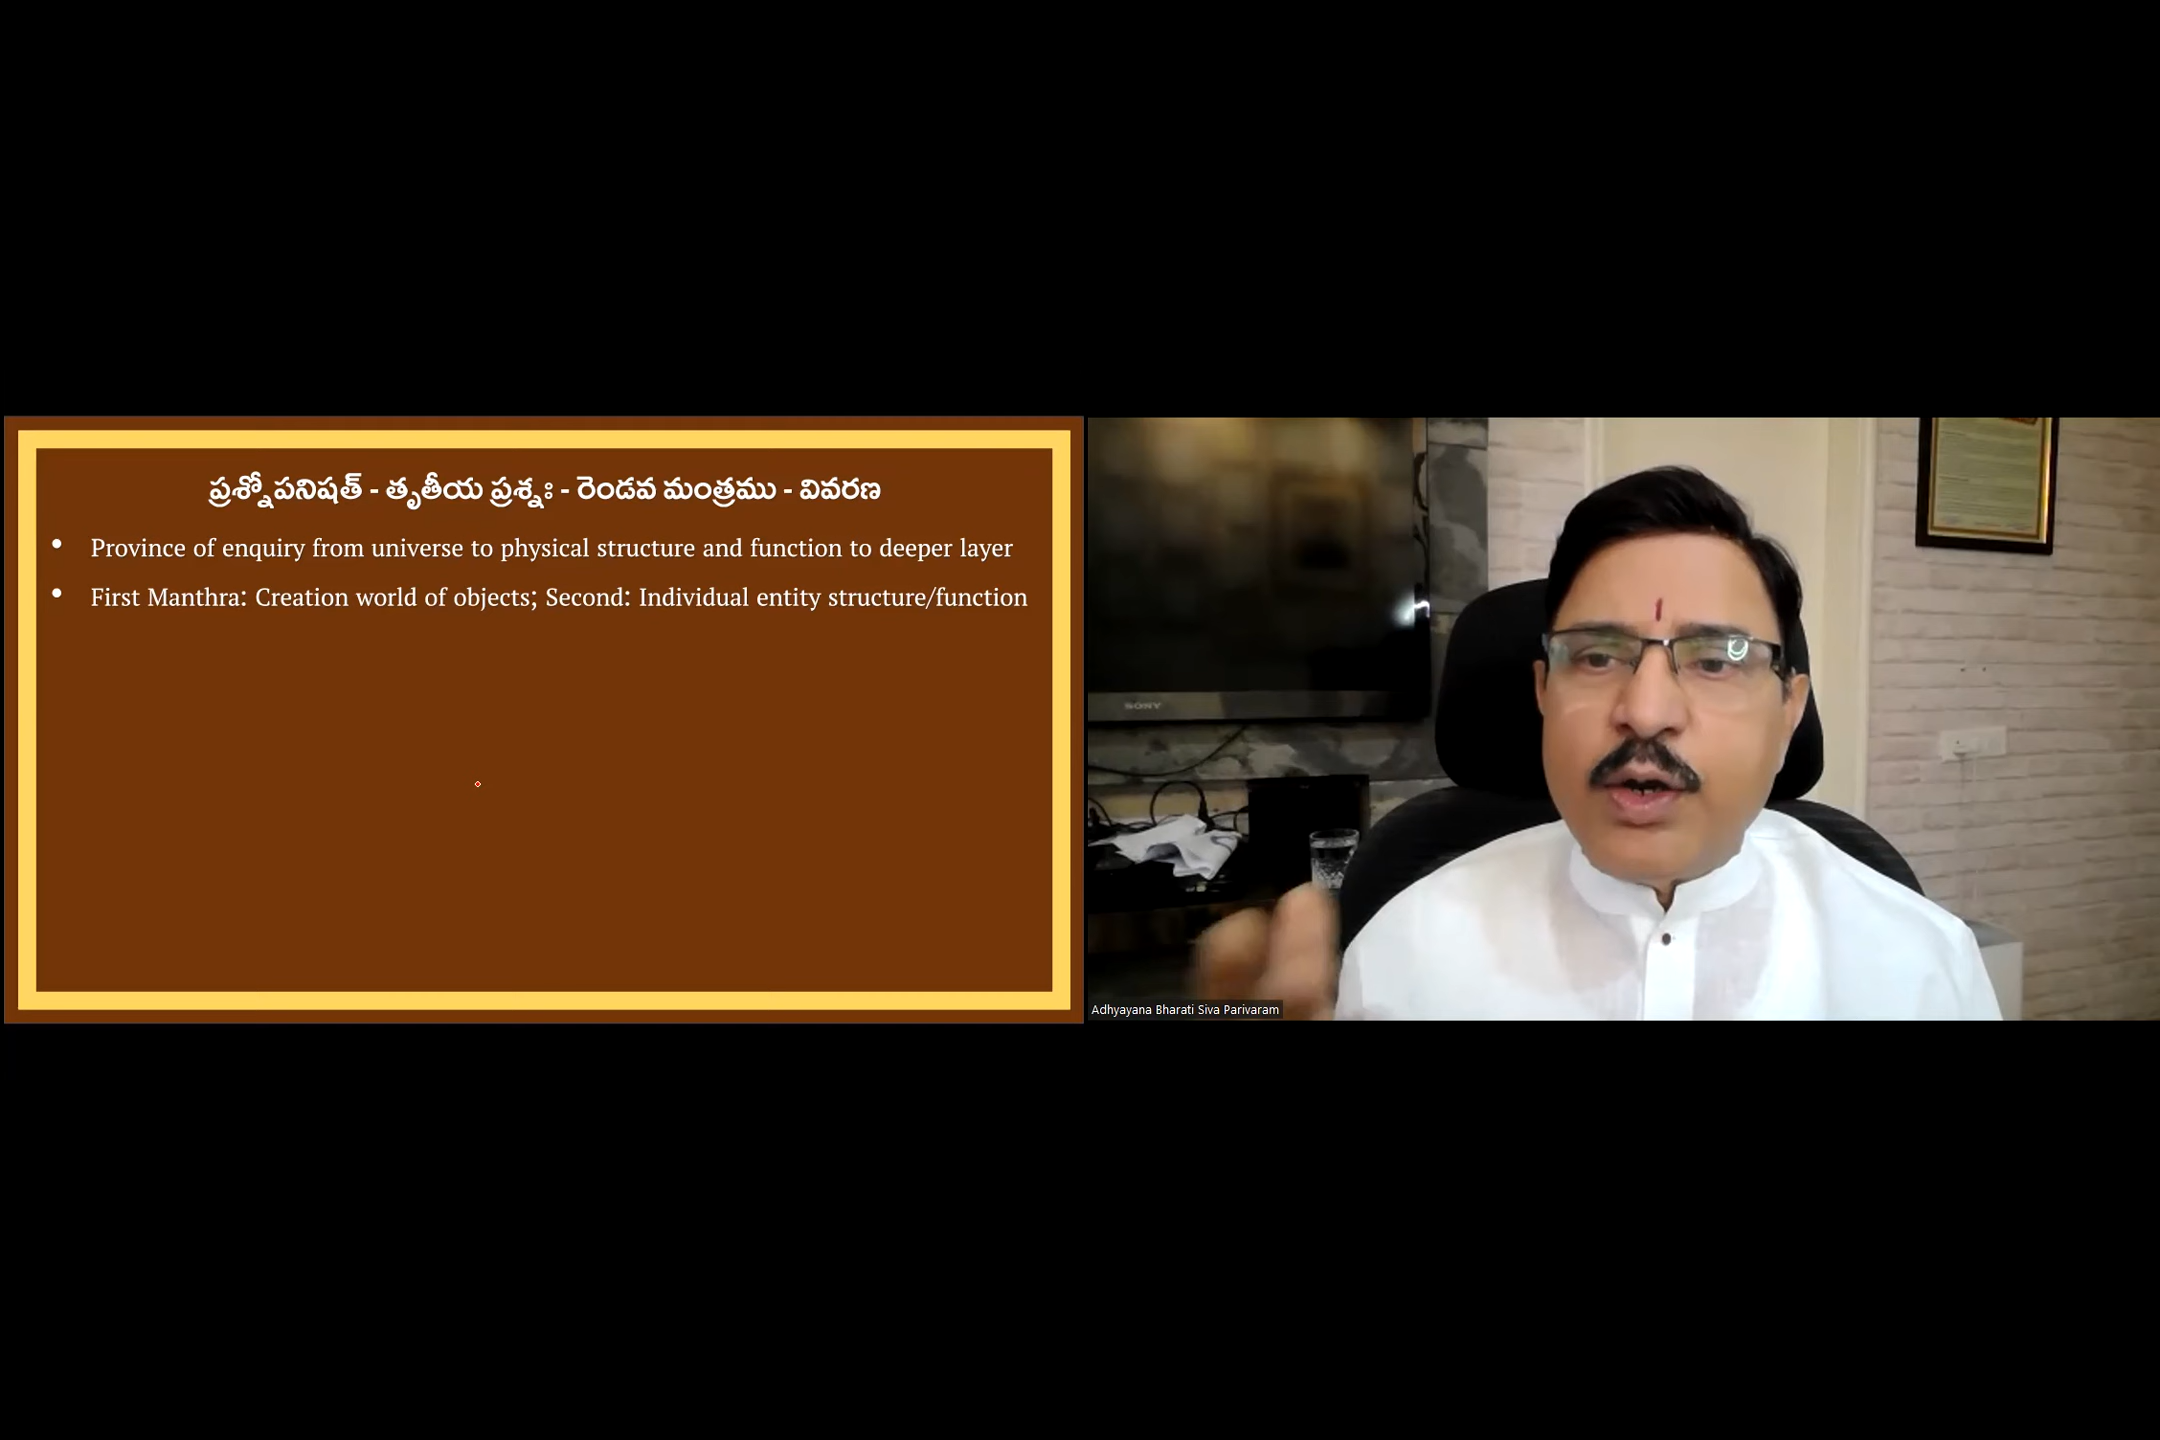 ప్రశ్నోపనిషత్ - తృతీయ ప్రశ్నః - రెండవ మంత్రము - వివరణ
• Province of enquiry from universe to physical structure and function to deeper layer
• First Manthra: Creation world of objects; Second: Individual entity structure/function
SONY
Adhyayana Bharati Siva Parivaram